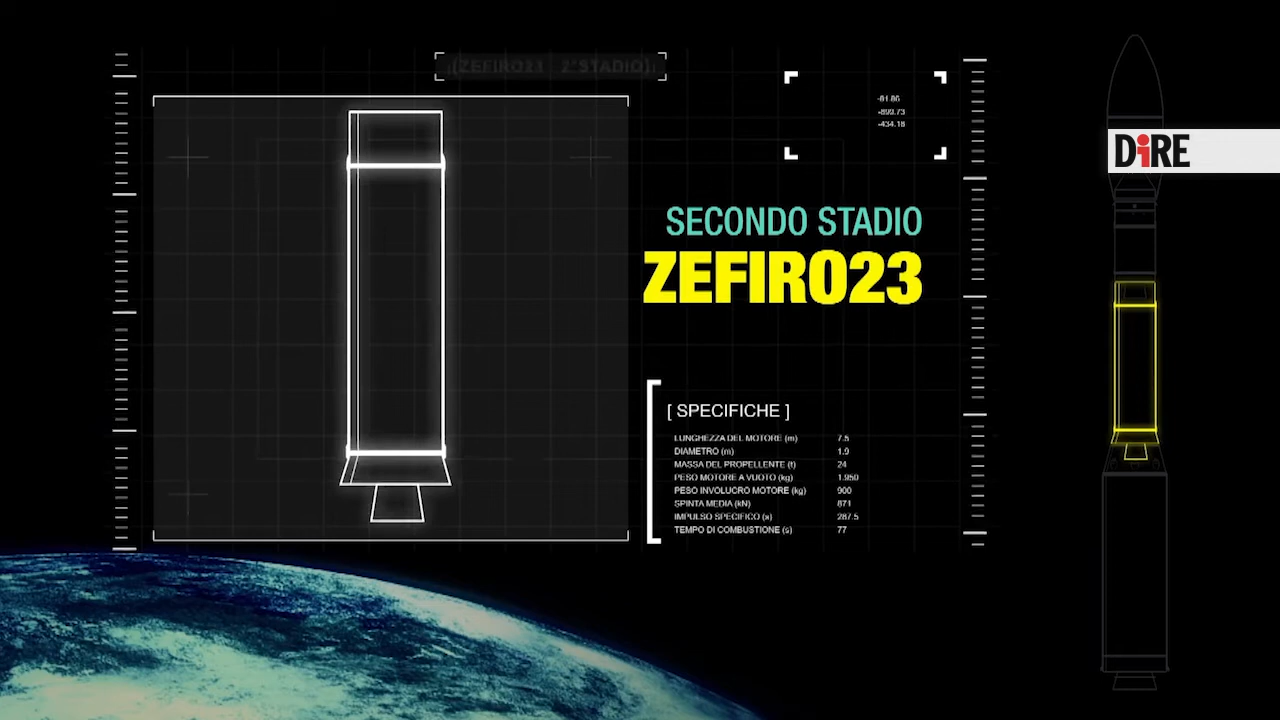 (ZEFIRO23 - 2°STADIO)
-81.86
-892.73
-434.18
DiRE
SECONDO STADIO
ZEFIRO23
[ SPECIFICHE ]
LUNGHEZZA DEL MOTORE (m) 7.5
DIAMETRO (m) 1.9
MASSA DEL PROPELLENTE (t) 24
PESO MOTORE A VUOTO (kg) 1.950
PESO INVOLUCRO MOTORE (kg) 900
SPINTA MEDIA (kN) 871
IMPULSO SPECIFICO (s) 287.5
TEMPO DI COMBUSTIONE (s) 77